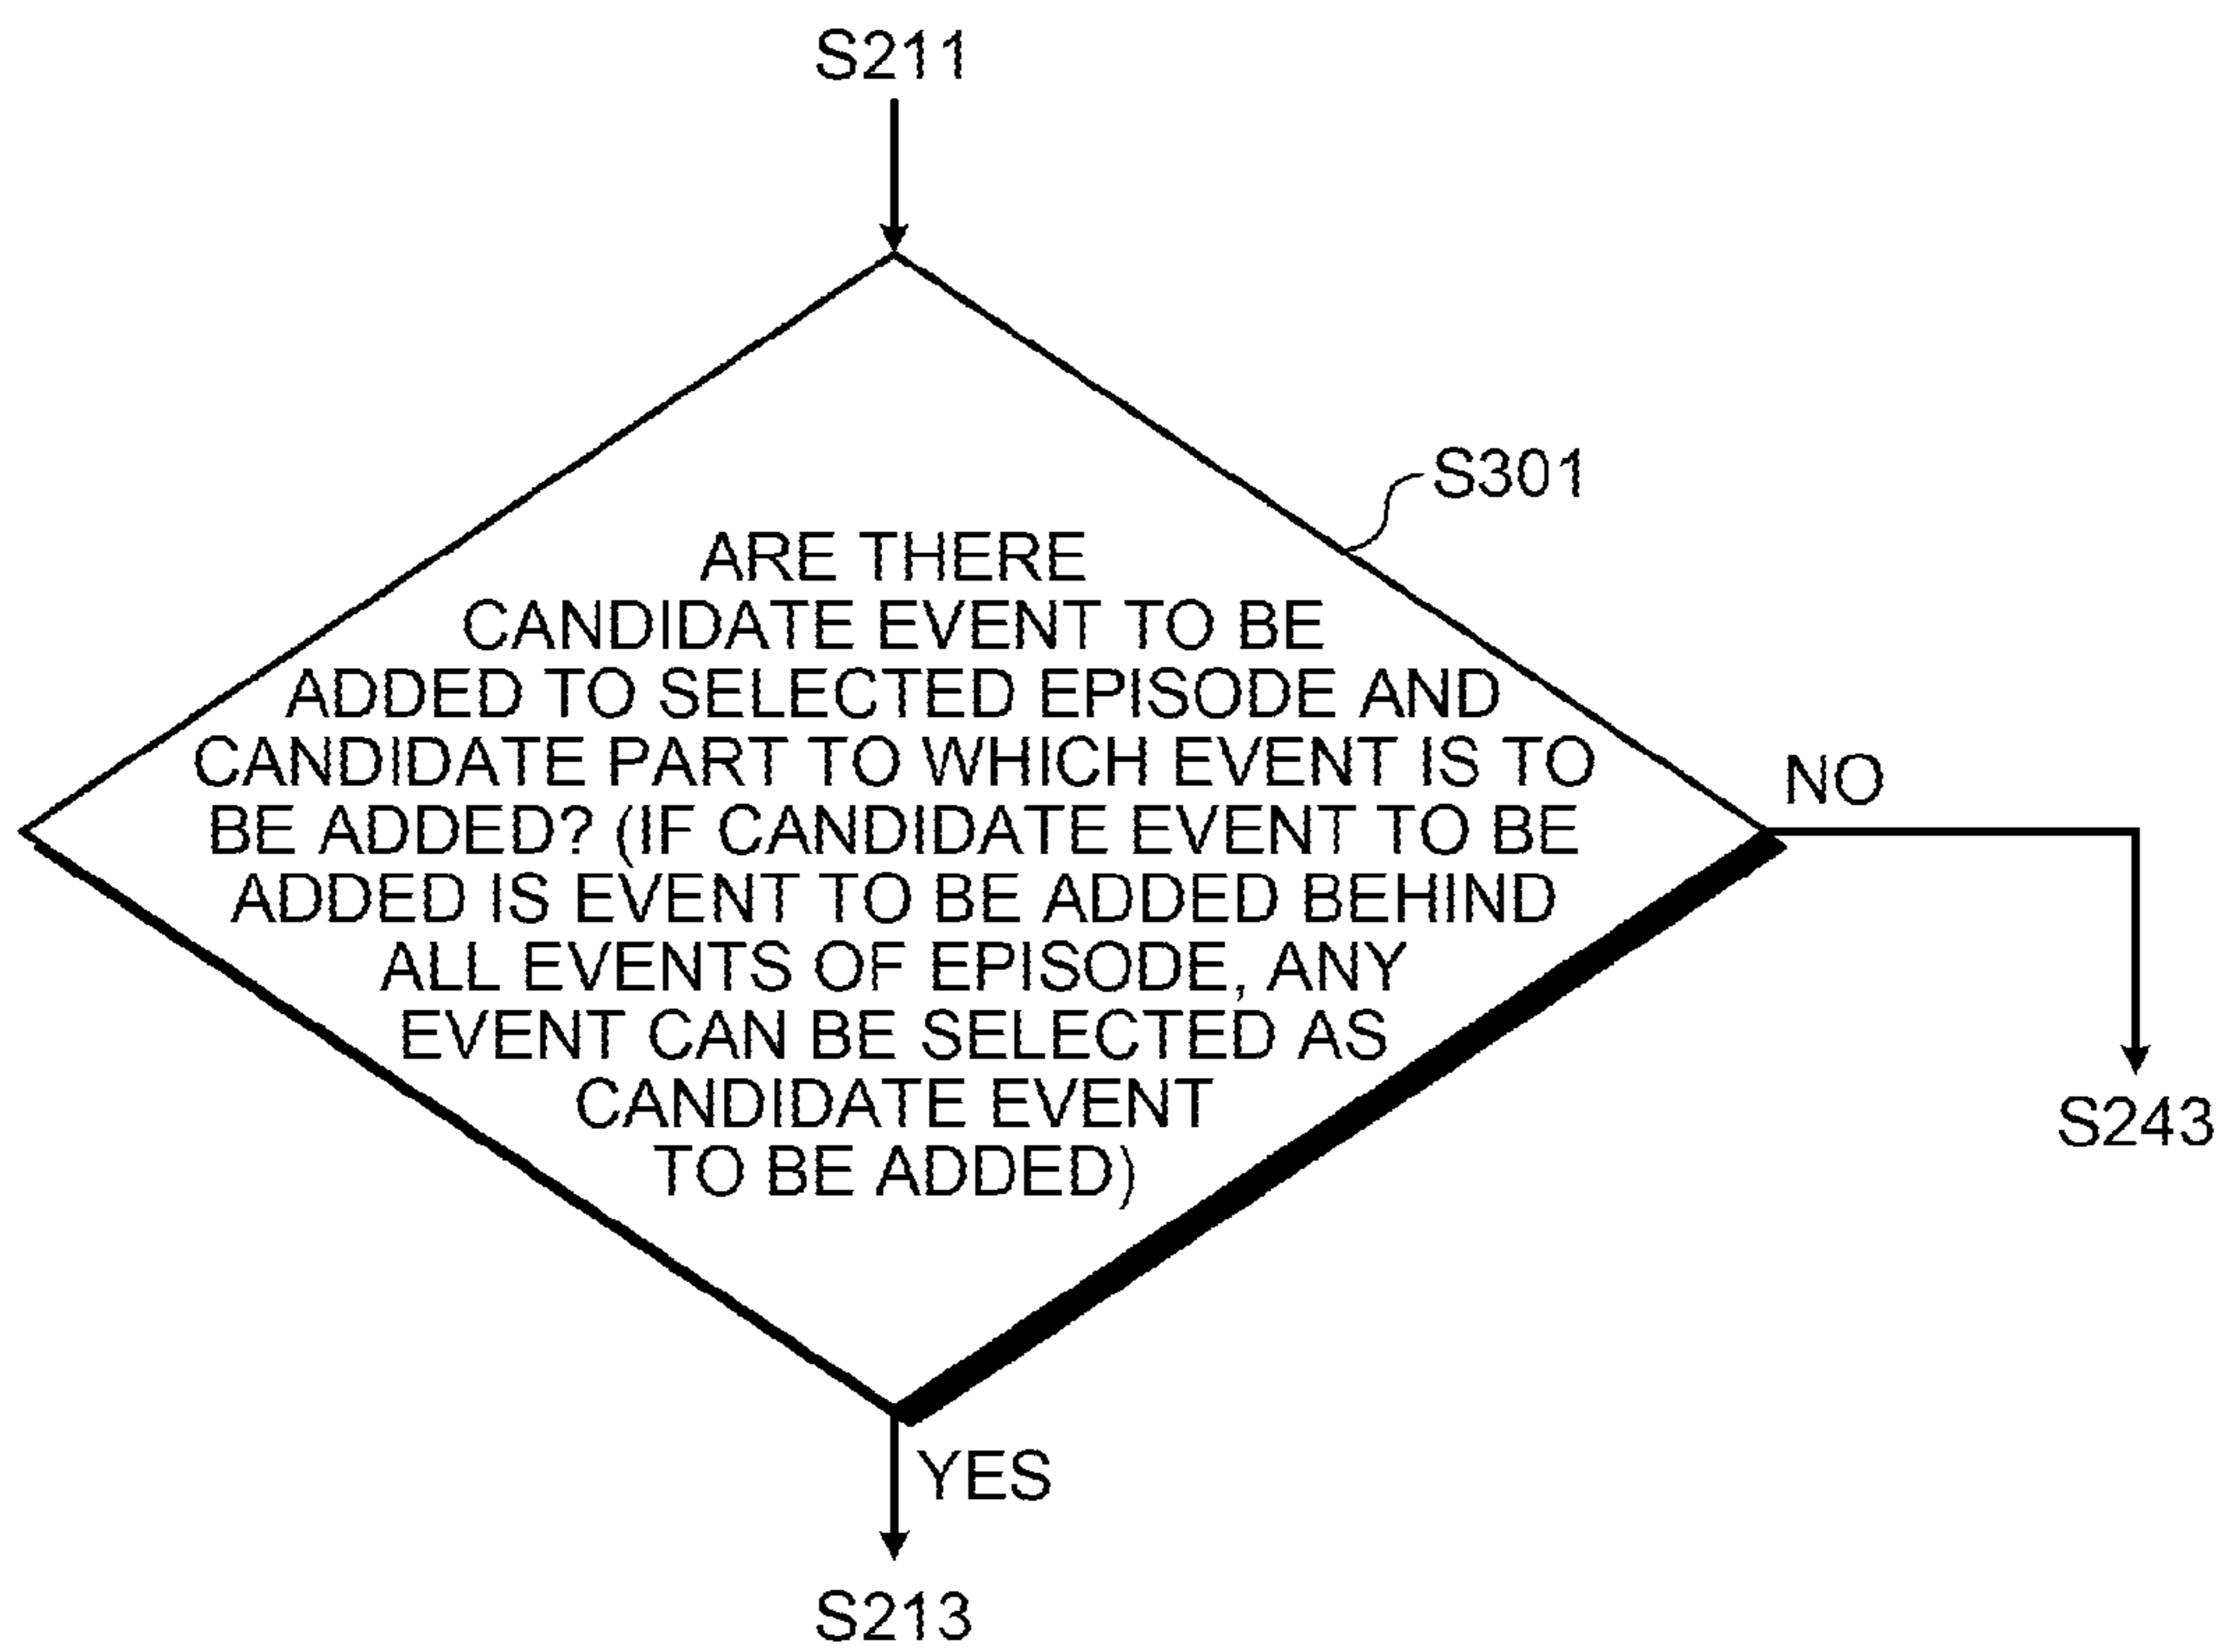 S211
S301
ARE THERE
CANDIDATE EVENT TO BE
ADDED TO SELECTED EPISODE AND
CANDIDATE PART TO WHICH EVENT IS TO
BE ADDED? (IF CANDIDATE EVENT TO BE
ADDED IS EVENT TO BE ADDED BEHIND
ALL EVENTS OF EPISODE, ANY
EVENT CAN BE SELECTED AS
CANDIDATE EVENT
TO BE ADDED)
NO
S243
YES
S213